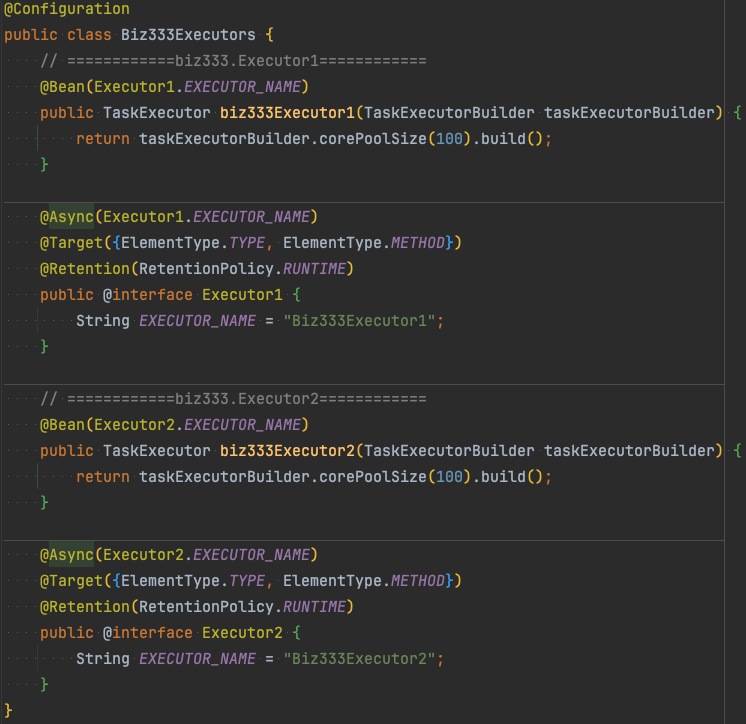 @Configuration
public class Biz333Executors {
    // ============biz333.Executor1============
    @Bean(Executor1.EXECUTOR_NAME)
    public TaskExecutor biz333Executor1(TaskExecutorBuilder taskExecutorBuilder) {
        return taskExecutorBuilder.corePoolSize(100).build();
    }

    @Async(Executor1.EXECUTOR_NAME)
    @Target({ElementType.TYPE, ElementType.METHOD})
    @Retention(RetentionPolicy.RUNTIME)
    public @interface Executor1 {
        String EXECUTOR_NAME = "Biz333Executor1";
    }

    // ============biz333.Executor2============
    @Bean(Executor2.EXECUTOR_NAME)
    public TaskExecutor biz333Executor2(TaskExecutorBuilder taskExecutorBuilder) {
        return taskExecutorBuilder.corePoolSize(100).build();
    }

    @Async(Executor2.EXECUTOR_NAME)
    @Target({ElementType.TYPE, ElementType.METHOD})
    @Retention(RetentionPolicy.RUNTIME)
    public @interface Executor2 {
        String EXECUTOR_NAME = "Biz333Executor2";
    }
}